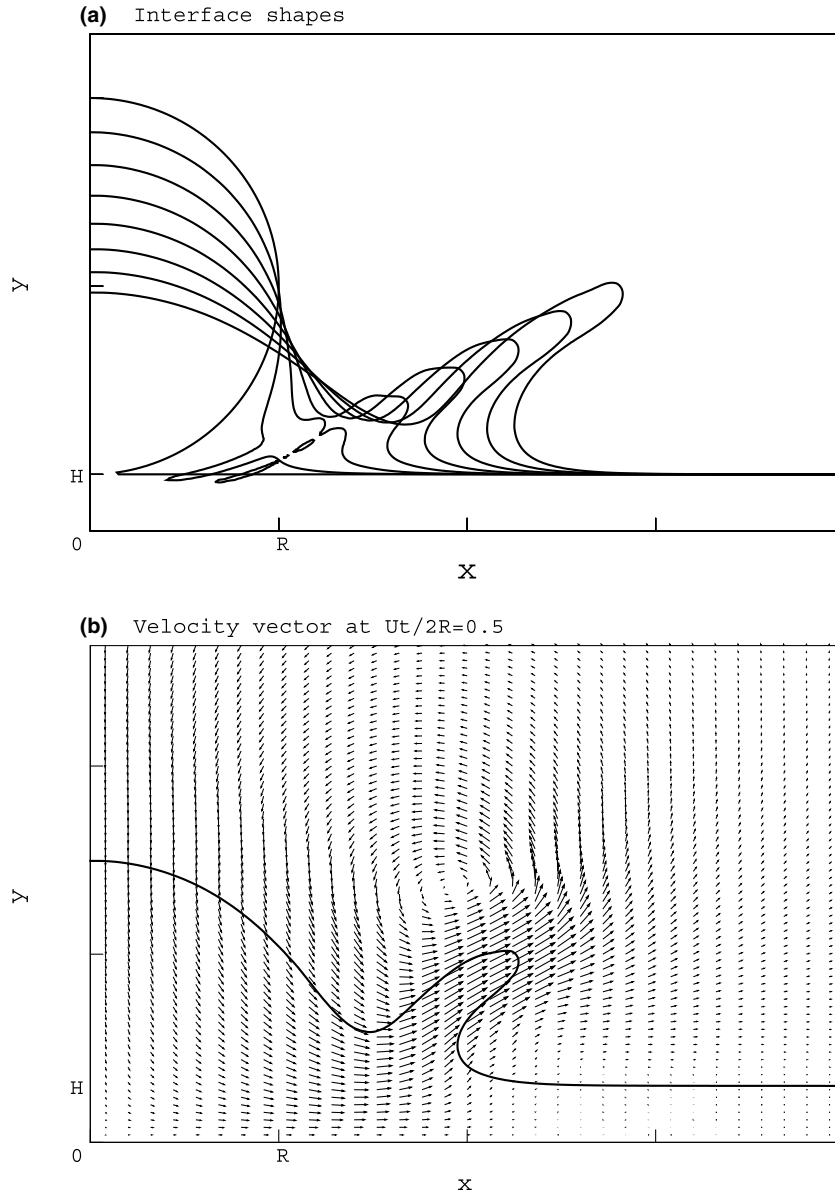 (a) Interface shapes
y
H
0 R
x
(b) Velocity vector at Ut/2R=0.5
y
H
0 R
x